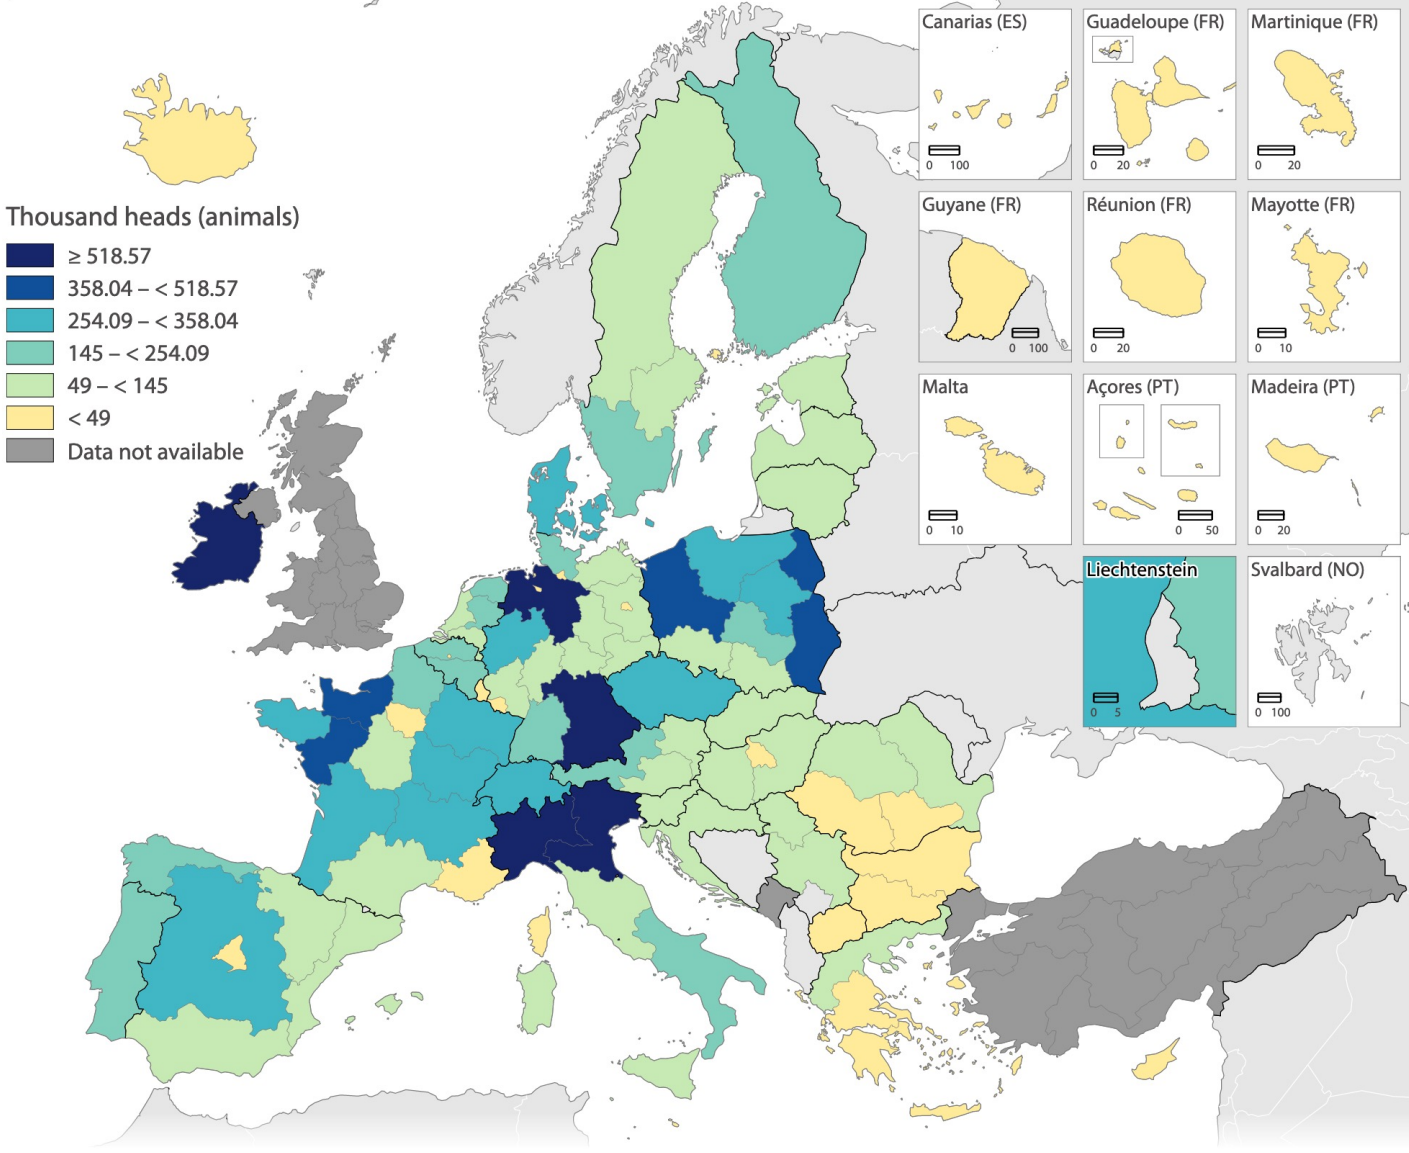 Canarias (ES)
0 100
Guadeloupe (FR)
0 20
Martinique (FR)
0 20
Thousand heads (animals)
≥ 518.57
358.04 – < 518.57
254.09 – < 358.04
145 – < 254.09
49 – < 145
< 49
Data not available
Guyane (FR)
0 100
Réunion (FR)
0 20
Mayotte (FR)
0 10
Malta
0 10
Açores (PT)
0 50
Madeira (PT)
0 20
Liechtenstein
0 5
Svalbard (NO)
0 100